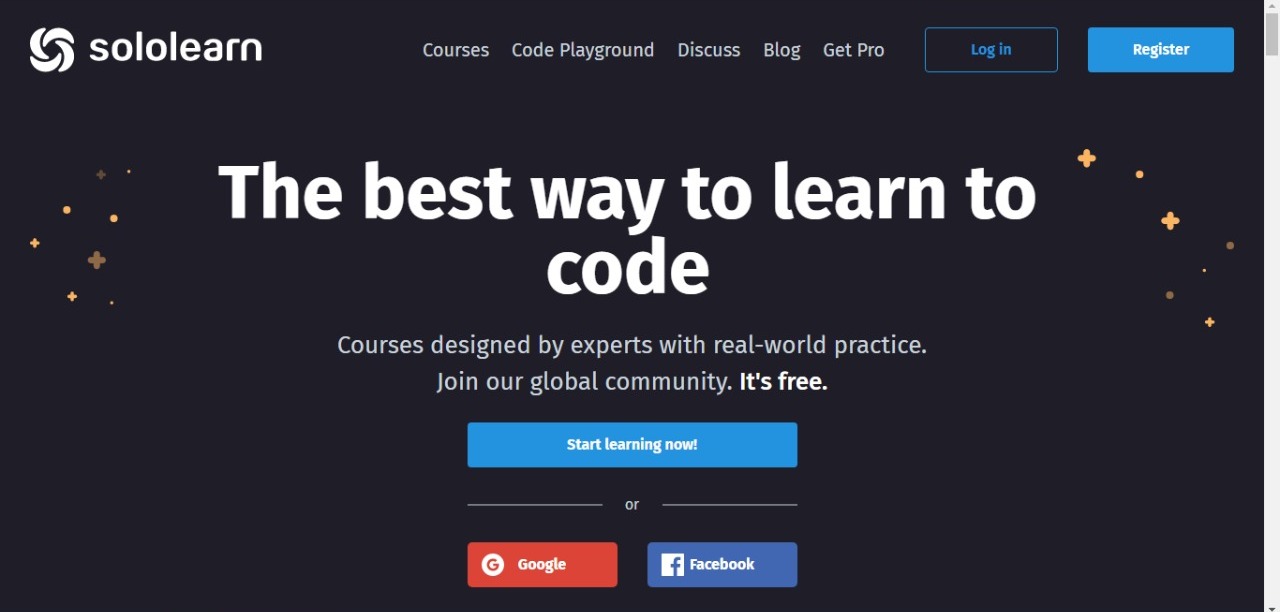 sololearn
Courses Code Playground Discuss Blog Get Pro Log in Register
The best way to learn to
code
Courses designed by experts with real-world practice.
Join our global community. It's free.
Start learning now!
or
Google Facebook